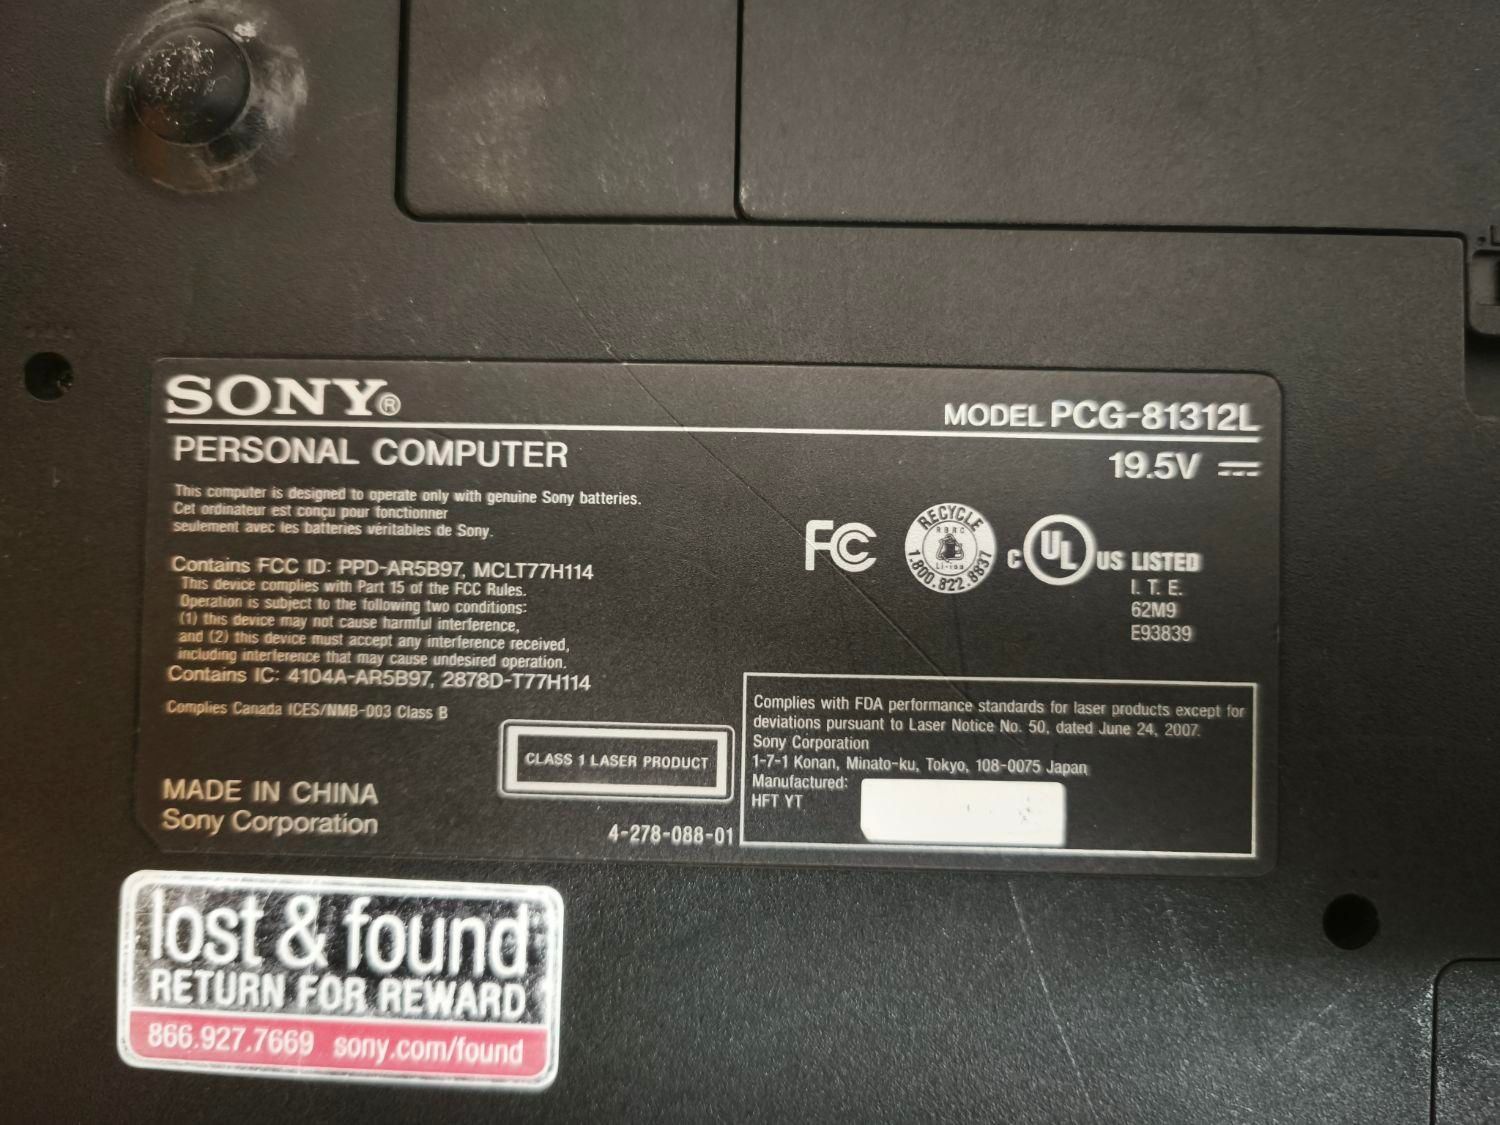 SONY®
MODEL PCG-81312L
PERSONAL COMPUTER
19.5V
This computer is designed to operate only with genuine Sony batteries.
Cet ordinateur est conçu pour fonctionner
seulement avec les batteries véritables de Sony.
Contains FCC ID: PPD-AR5B97, MCLT77H114
This device complies with Part 15 of the FCC Rules.
Operation is subject to the following two conditions:
(1) this device may not cause harmful interference,
and (2) this device must accept any interference received,
including interference that may cause undesired operation.
Contains IC: 4104A-AR5B97, 2878D-T77H114
Complies Canada ICES/NMB-003 Class B
FC
RECYCLE
RBRC
Li-ion
1.800.822.8837
C UL US LISTED
I. T. E.
62M9
E93839
CLASS 1 LASER PRODUCT
MADE IN CHINA
Sony Corporation
4-278-088-01
Complies with FDA performance standards for laser products except for
deviations pursuant to Laser Notice No. 50, dated June 24, 2007.
Sony Corporation
1-7-1 Konan, Minato-ku, Tokyo, 108-0075 Japan
Manufactured:
HFT YT
lost & found
RETURN FOR REWARD
866.927.7669 sony.com/found